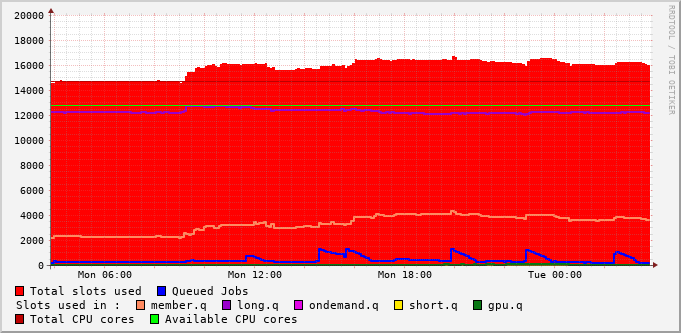 20000
18000
16000
14000
12000
10000
8000
6000
4000
2000
0
Mon 06:00 Mon 12:00 Mon 18:00 Tue 00:00
Total slots used Queued Jobs
Slots used in : member.q long.q ondemand.q short.q gpu.q
Total CPU cores Available CPU cores
RRDTOOL / TOBI OETIKER